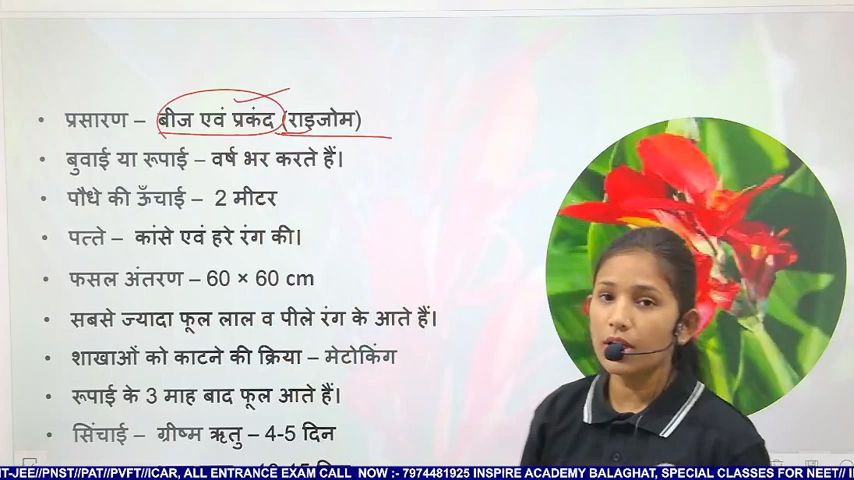 • प्रसारण – बीज एवं प्रकंद (राइजोम)
• बुवाई या रूपाई – वर्ष भर करते हैं।
• पौधे की ऊँचाई – 2 मीटर
• पत्ते – कांसे एवं हरे रंग की।
• फसल अंतरण – 60 × 60 cm
• सबसे ज्यादा फूल लाल व पीले रंग के आते हैं।
• शाखाओं को काटने की क्रिया – मेटोकिंग
• रूपाई के 3 माह बाद फूल आते हैं।
• सिंचाई – ग्रीष्म ऋतु – 4-5 दिन
IT-JEE//PNST//PAT//PVFT//ICAR, ALL ENTRANCE EXAM CALL NOW :- 7974481925 INSPIRE ACADEMY BALAGHAT, SPECIAL CLASSES FOR NEET//